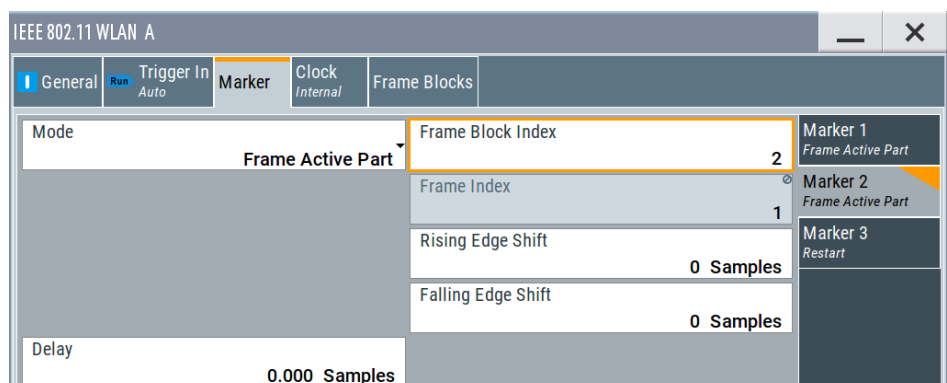 IEEE 802.11 WLAN A
General
Run
Trigger In
Auto
Marker
Clock
Internal
Frame Blocks
Mode
Frame Active Part
Frame Block Index
2
Frame Index
1
Rising Edge Shift
0 Samples
Falling Edge Shift
0 Samples
Delay
0.000 Samples
Marker 1
Frame Active Part
Marker 2
Frame Active Part
Marker 3
Restart